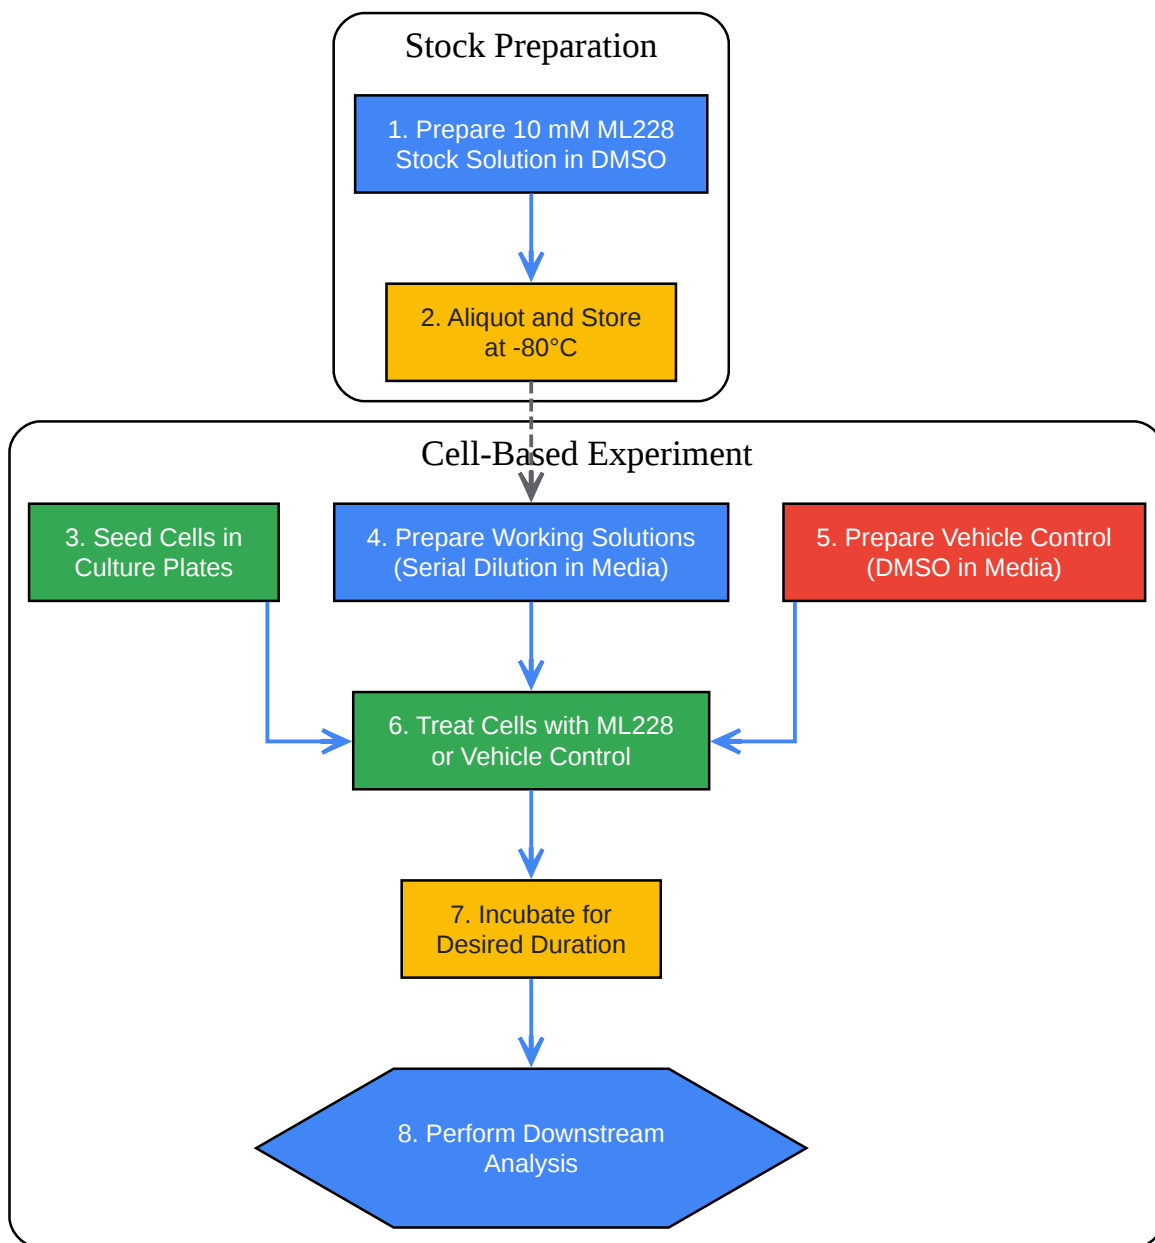 Stock Preparation
1. Prepare 10 mM ML228
Stock Solution in DMSO
2. Aliquot and Store
at -80°C
Cell-Based Experiment
3. Seed Cells in
Culture Plates
4. Prepare Working Solutions
(Serial Dilution in Media)
5. Prepare Vehicle Control
(DMSO in Media)
6. Treat Cells with ML228
or Vehicle Control
7. Incubate for
Desired Duration
8. Perform Downstream
Analysis